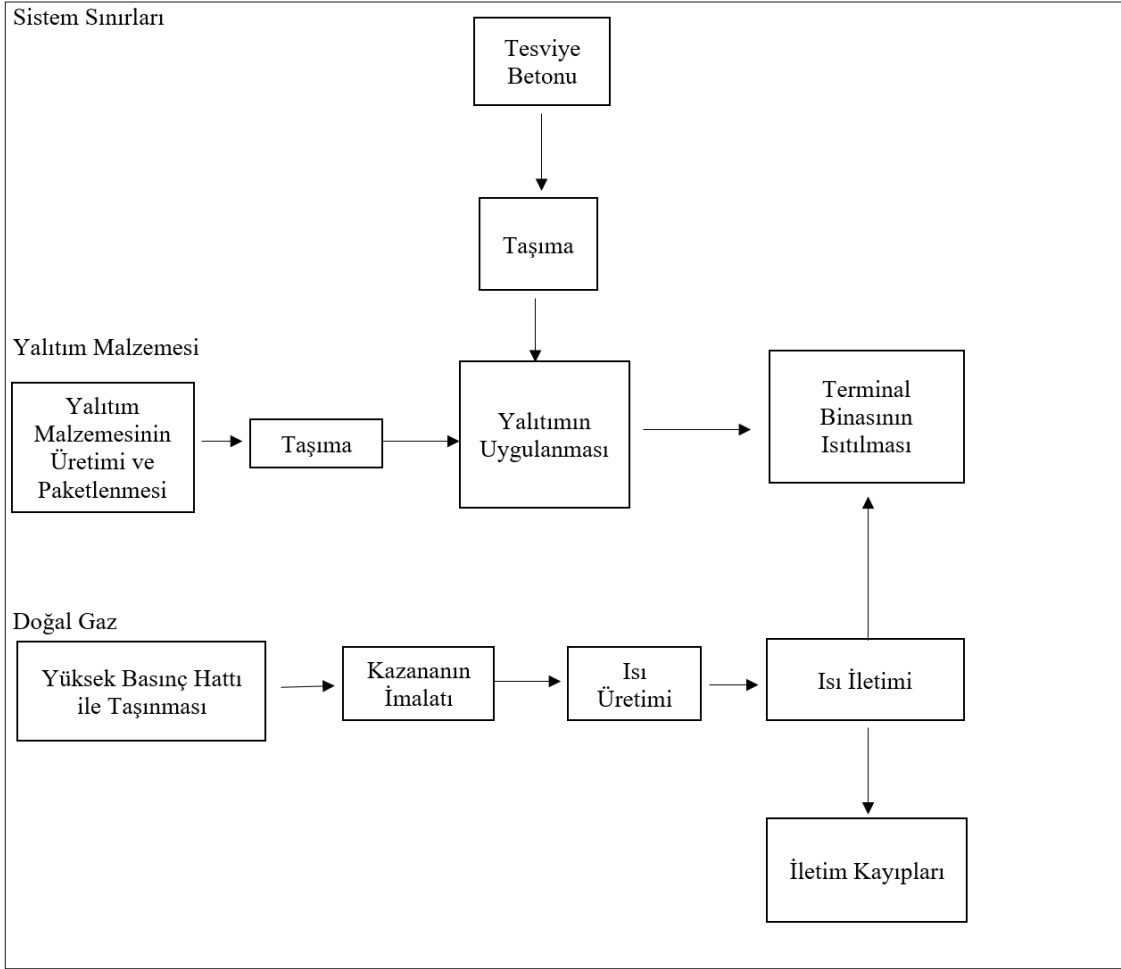 Sistem Sınırları
Tesviye
Betonu
Taşıma
Yalıtım Malzemesi
Yalıtım
Malzemesinin
Üretimi ve
Paketlenmesi
Taşıma
Yalıtımın
Uygulanması
Terminal
Binasının
Isıtılması
Doğal Gaz
Yüksek Basınç Hattı
ile Taşınması
Kazananın
İmalatı
Isı
Üretimi
Isı İletimi
İletim Kayıpları